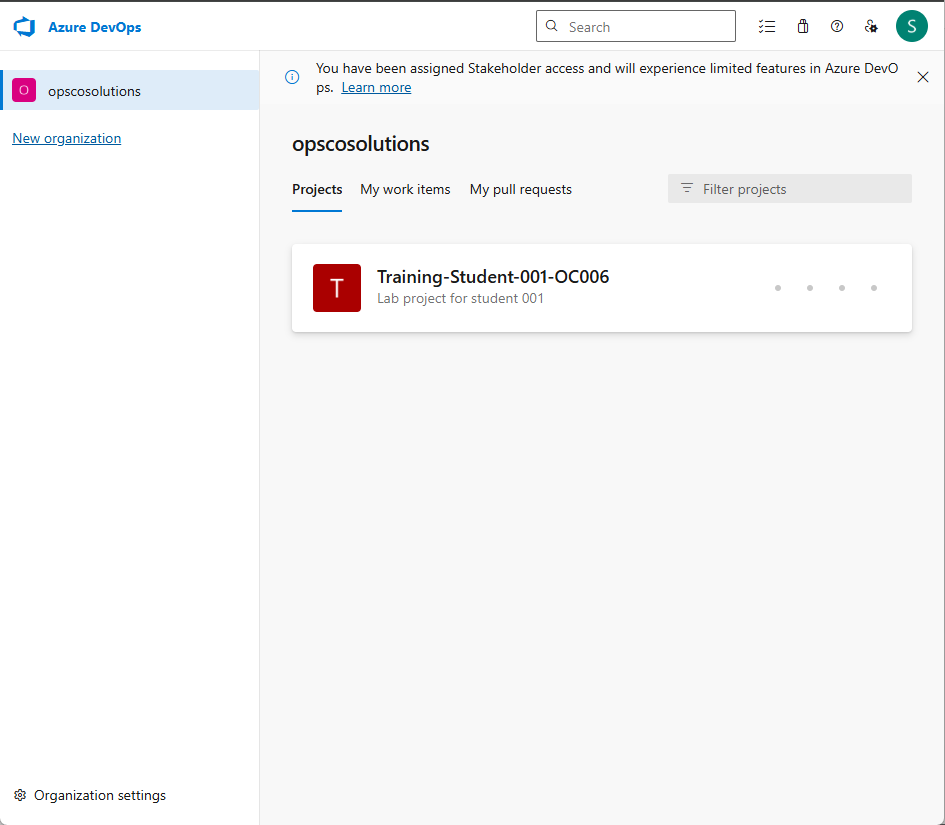 Azure DevOps
Search
S
O
opscosolutions
New organization
You have been assigned Stakeholder access and will experience limited features in Azure DevO
ps. Learn more
opscosolutions
Projects
My work items
My pull requests
Filter projects
T
Training-Student-001-OC006
Lab project for student 001
Organization settings